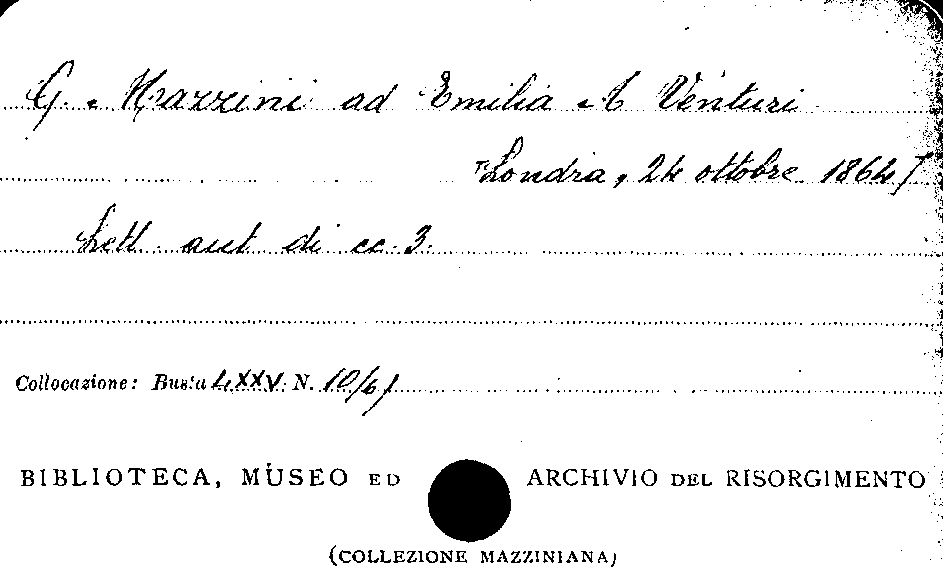 G. Mazzini ad Emilia A Venturi
[Londra, 24 ottobre 1864]
Lett. aut. di cc. 3.
Collocazione: Busta LXXV. N. 10/61
BIBLIOTECA, MUSEO ED ARCHIVIO DEL RISORGIMENTO
(COLLEZIONE MAZZINIANA)